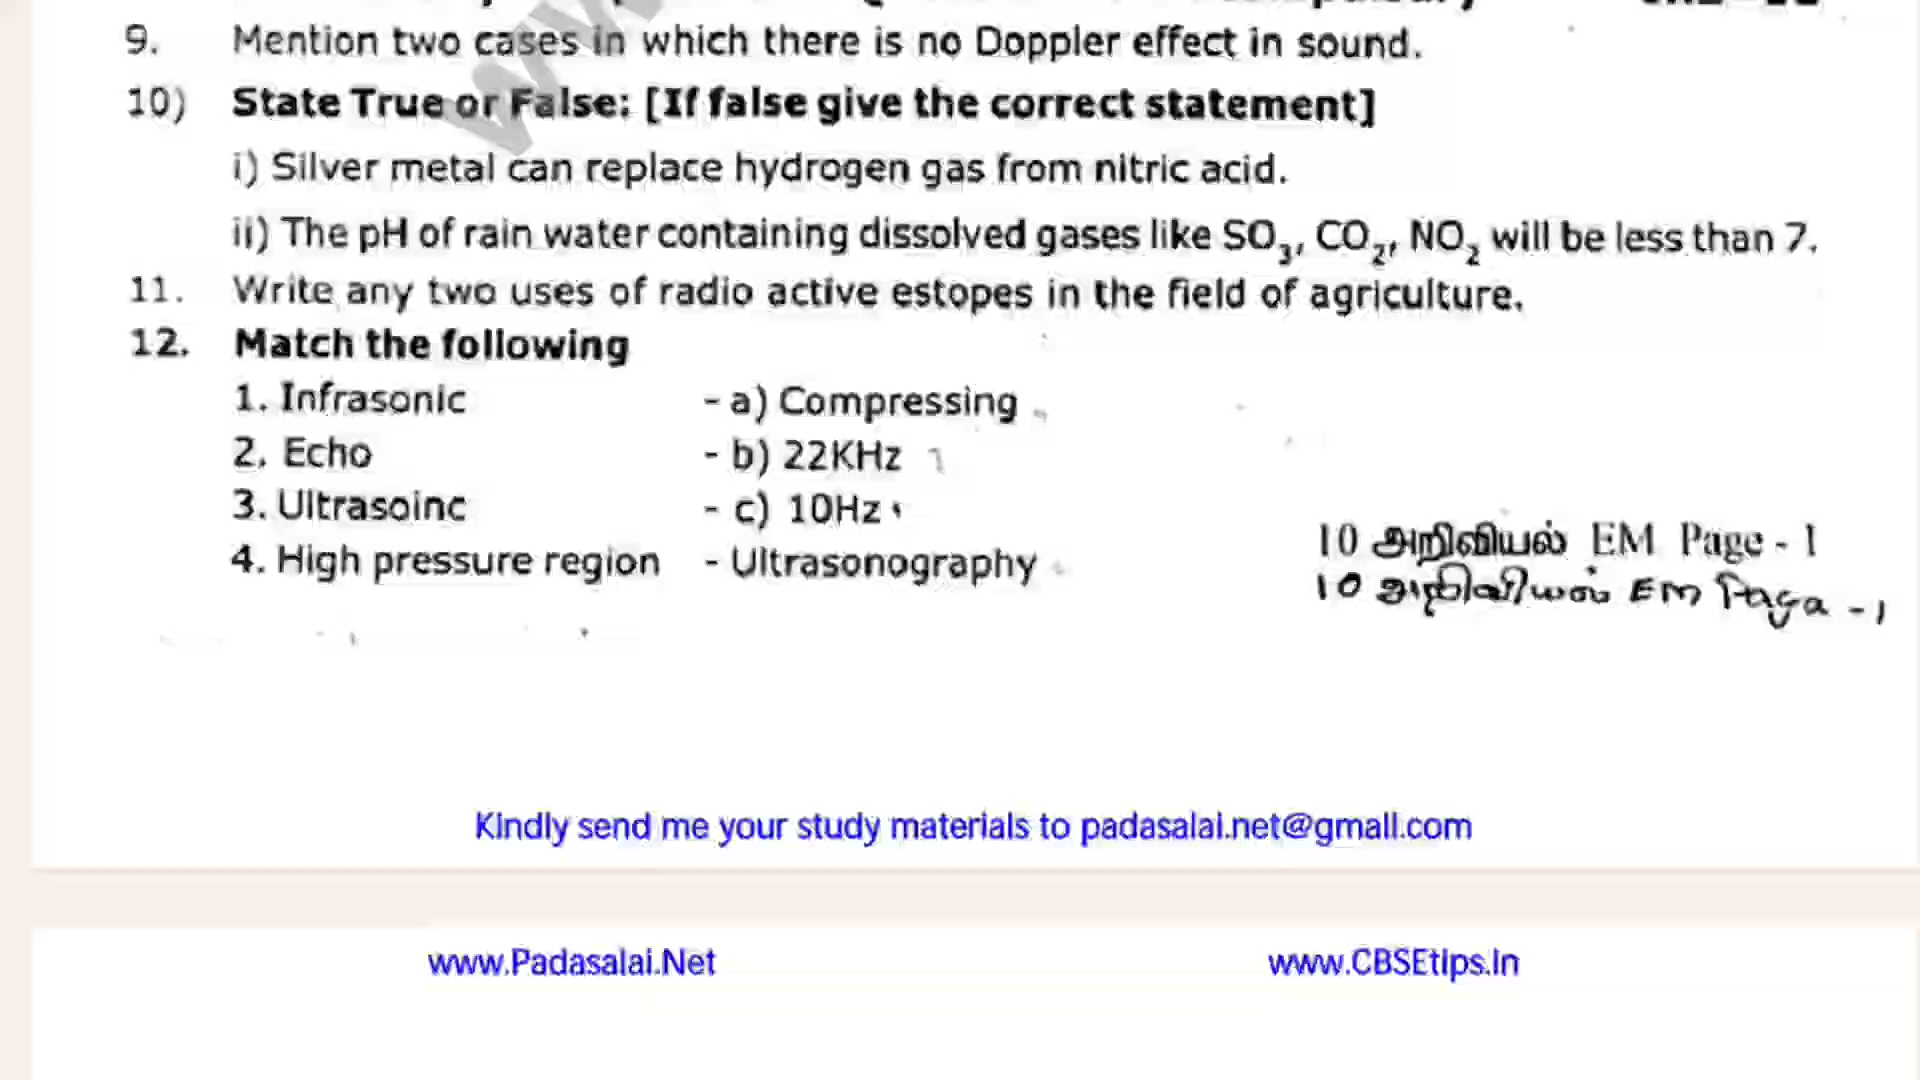 9. Mention two cases in which there is no Doppler effect in sound.
10) State True or False: [If false give the correct statement]
i) Silver metal can replace hydrogen gas from nitric acid.
ii) The pH of rain water containing dissolved gases like SO₃, CO₂, NO₂ will be less than 7.
11. Write any two uses of radio active estopes in the field of agriculture.
12. Match the following
1. Infrasonic - a) Compressing
2. Echo - b) 22KHz
3. Ultrasoinc - c) 10Hz
4. High pressure region - Ultrasonography
10 அறிவியல் EM Page - 1
10 அறிவியல் EM Page - 1
Kindly send me your study materials to padasalai.net@gmail.com
www.Padasalai.Net www.CBSEtips.in